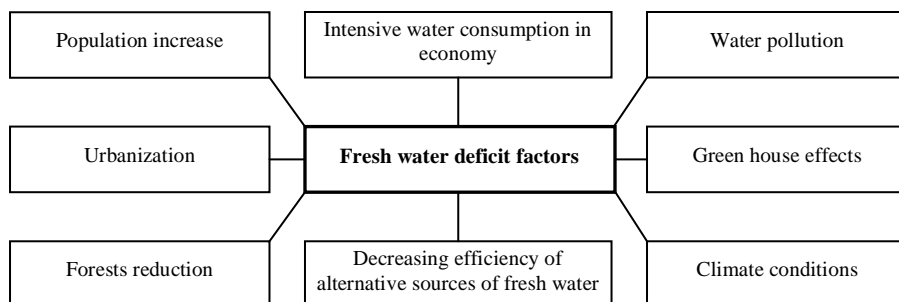 Population increase
Intensive water consumption in
economy
Water pollution
Urbanization
Fresh water deficit factors
Green house effects
Forests reduction
Decreasing efficiency of
alternative sources of fresh water
Climate conditions